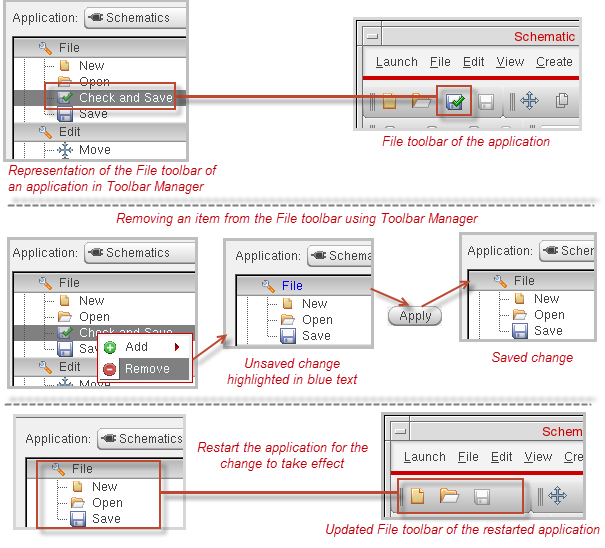 Application: Schematics
File
New
Open
Check and Save
Save
Edit
Move
Schematic
Launch File Edit View Create
Representation of the File toolbar of
an application in Toolbar Manager
File toolbar of the application
Removing an item from the File toolbar using Toolbar Manager
Application: Schematics
File
New
Open
Check and Save
Save
Edit
Move
Add
Remove
Application: Schema
File
New
Open
Save
Unsaved change
highlighted in blue text
Apply
Application: Scher
File
New
Open
Save
Saved change
Application: Schematics
File
New
Open
Save
Restart the application for the
change to take effect
Schem
Launch File Edit View Cre
Updated File toolbar of the restarted application